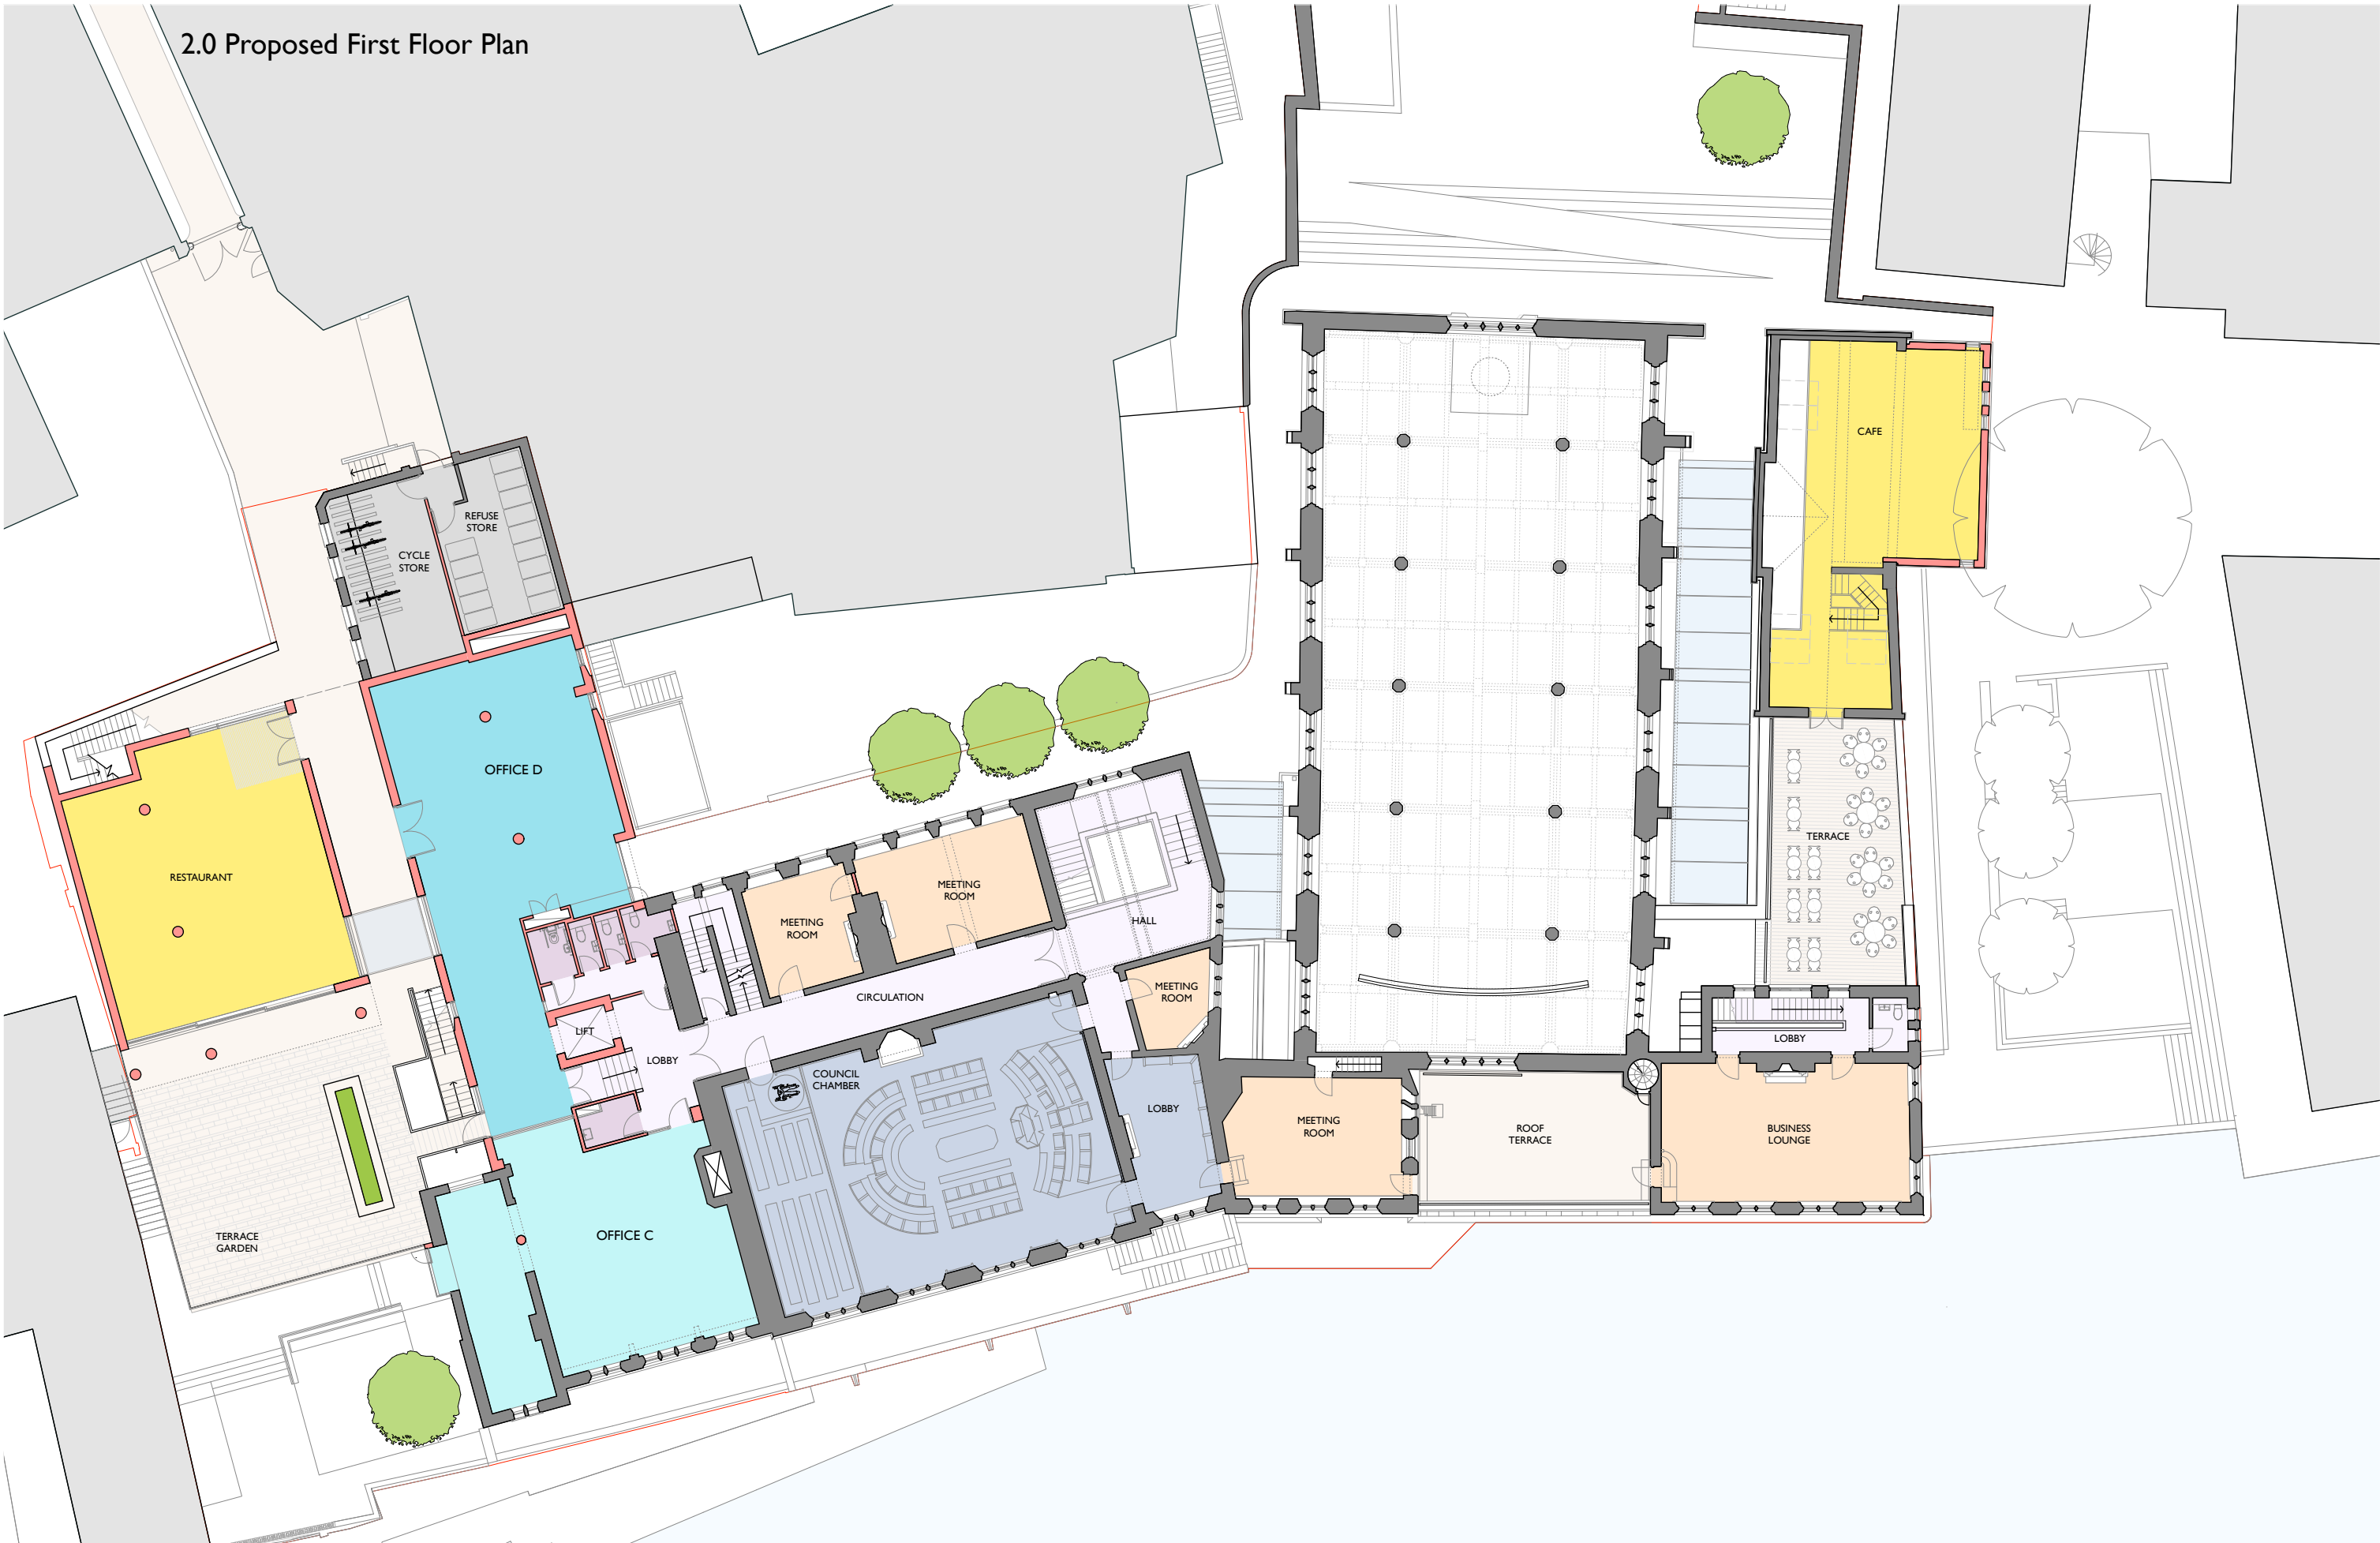 2.0 Proposed First Floor Plan
CAFE
REFUSE
STORE
CYCLE
STORE
OFFICE D
TERRACE
RESTAURANT
MEETING
ROOM
MEETING
ROOM
HALL
MEETING
ROOM
CIRCULATION
LIFT
LOBBY
LOBBY
COUNCIL
CHAMBER
LOBBY
MEETING
ROOM
ROOF
TERRACE
BUSINESS
LOUNGE
TERRACE
GARDEN
OFFICE C